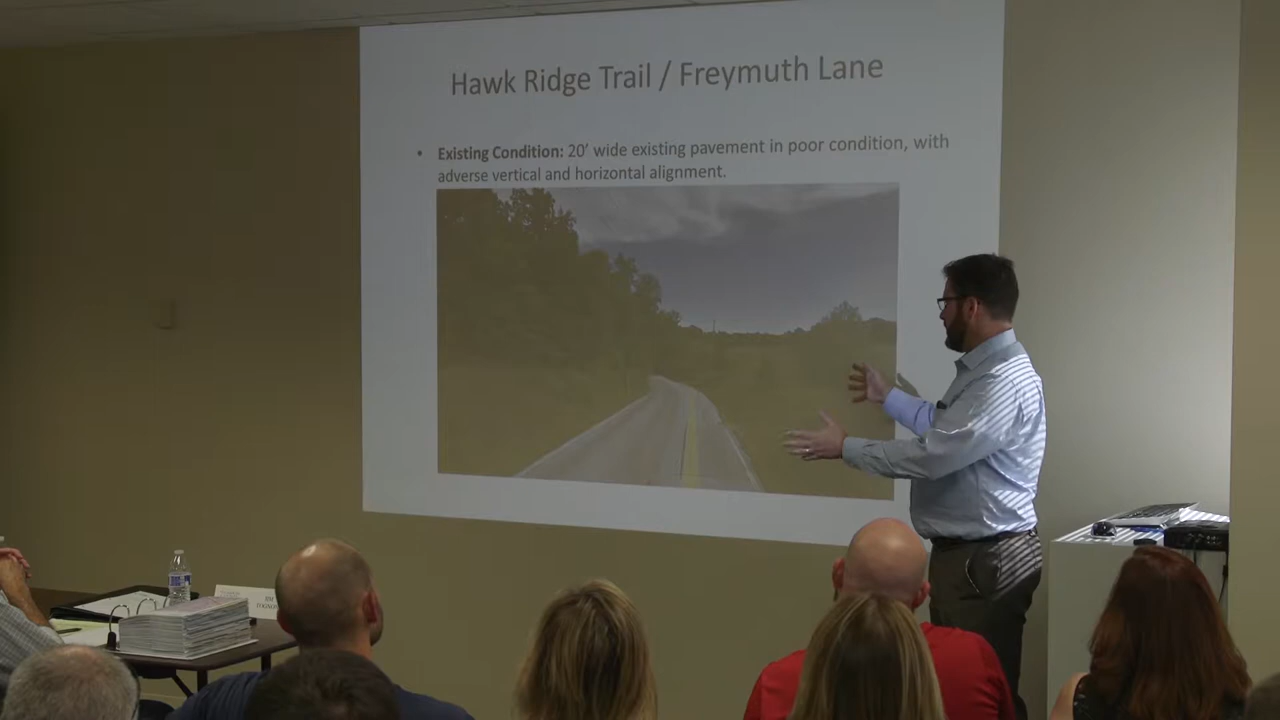 Hawk Ridge Trail / Freymuth Lane
• Existing Condition: 20’ wide existing pavement in poor condition, with
adverse vertical and horizontal alignment.